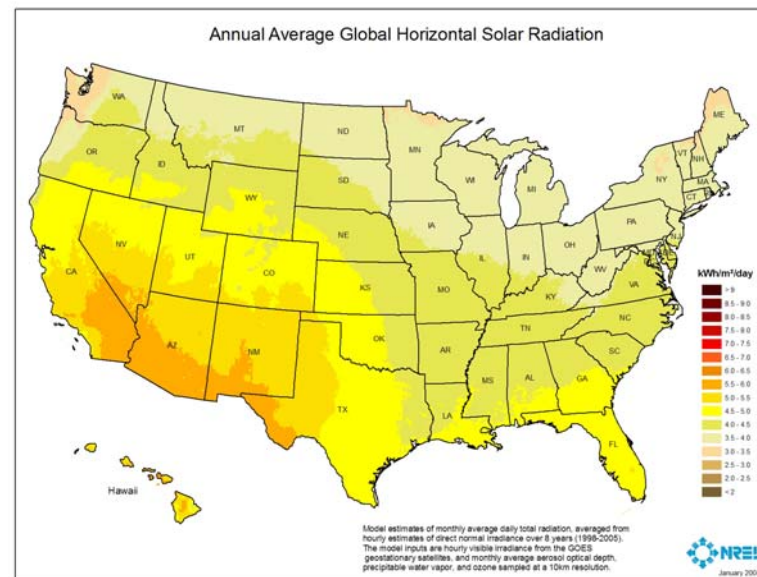 Annual Average Global Horizontal Solar Radiation
WA
MT
ND
MN
ME
OR
ID
WY
SD
WI
MI
VT
NH
NY
MA
CT
NV
UT
CO
NE
IA
IL
IN
OH
PA
NJ
CA
KS
MO
KY
WV
VA
AZ
NM
OK
AR
TN
NC
SC
TX
LA
MS
AL
GA
FL
Hawaii
kWh/m²/day
> 9
8.5 - 9.0
8.0 - 8.5
7.5 - 8.0
7.0 - 7.5
6.5 - 7.0
6.0 - 6.5
5.5 - 6.0
5.0 - 5.5
4.5 - 5.0
4.0 - 4.5
3.5 - 4.0
3.0 - 3.5
2.5 - 3.0
2.0 - 2.5
< 2
Model estimates of monthly average daily total radiation, averaged from
hourly estimates of direct normal irradiance over 8 years (1998-2005).
The model inputs are hourly visible irradiance from the GOES
geostationary satellites, and monthly average aerosol optical depth,
precipitable water vapor, and ozone sampled at a 10km resolution.
January